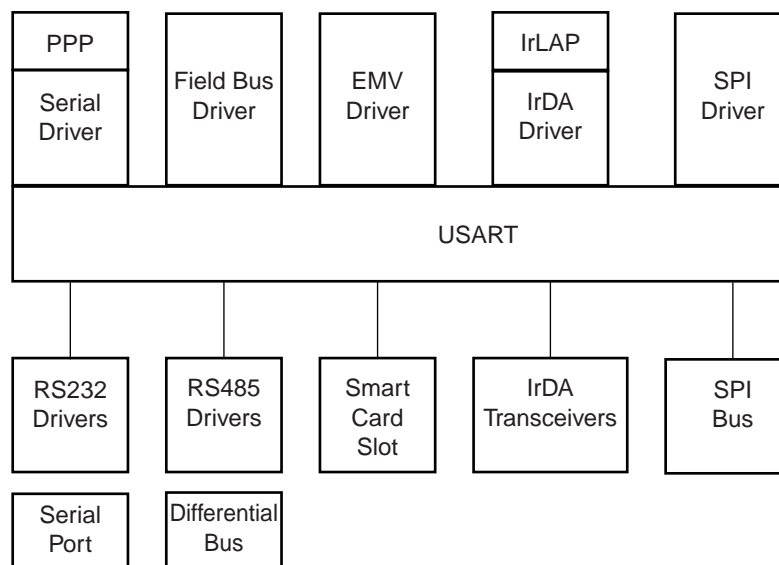 PPP
Serial
Driver
Field Bus
Driver
EMV
Driver
IrLAP
IrDA
Driver
SPI
Driver
USART
RS232
Drivers
RS485
Drivers
Smart
Card
Slot
IrDA
Transceivers
SPI
Bus
Serial
Port
Differential
Bus